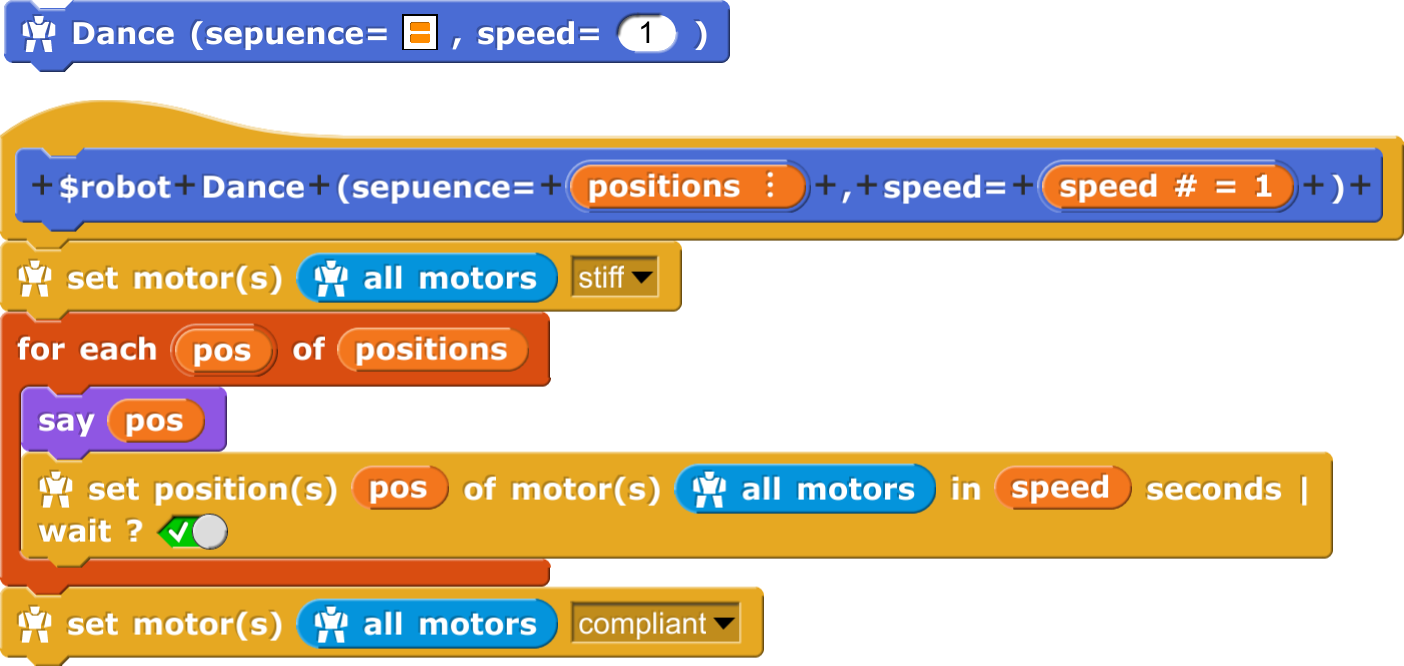 Dance (sepuence= , speed= 1 )
+ $robot + Dance + (sepuence= + positions ⋮ + , + speed= + speed # = 1 + ) +
set motor(s) all motors stiff
for each pos of positions
say pos
set position(s) pos of motor(s) all motors in speed seconds |
wait ?
set motor(s) all motors compliant